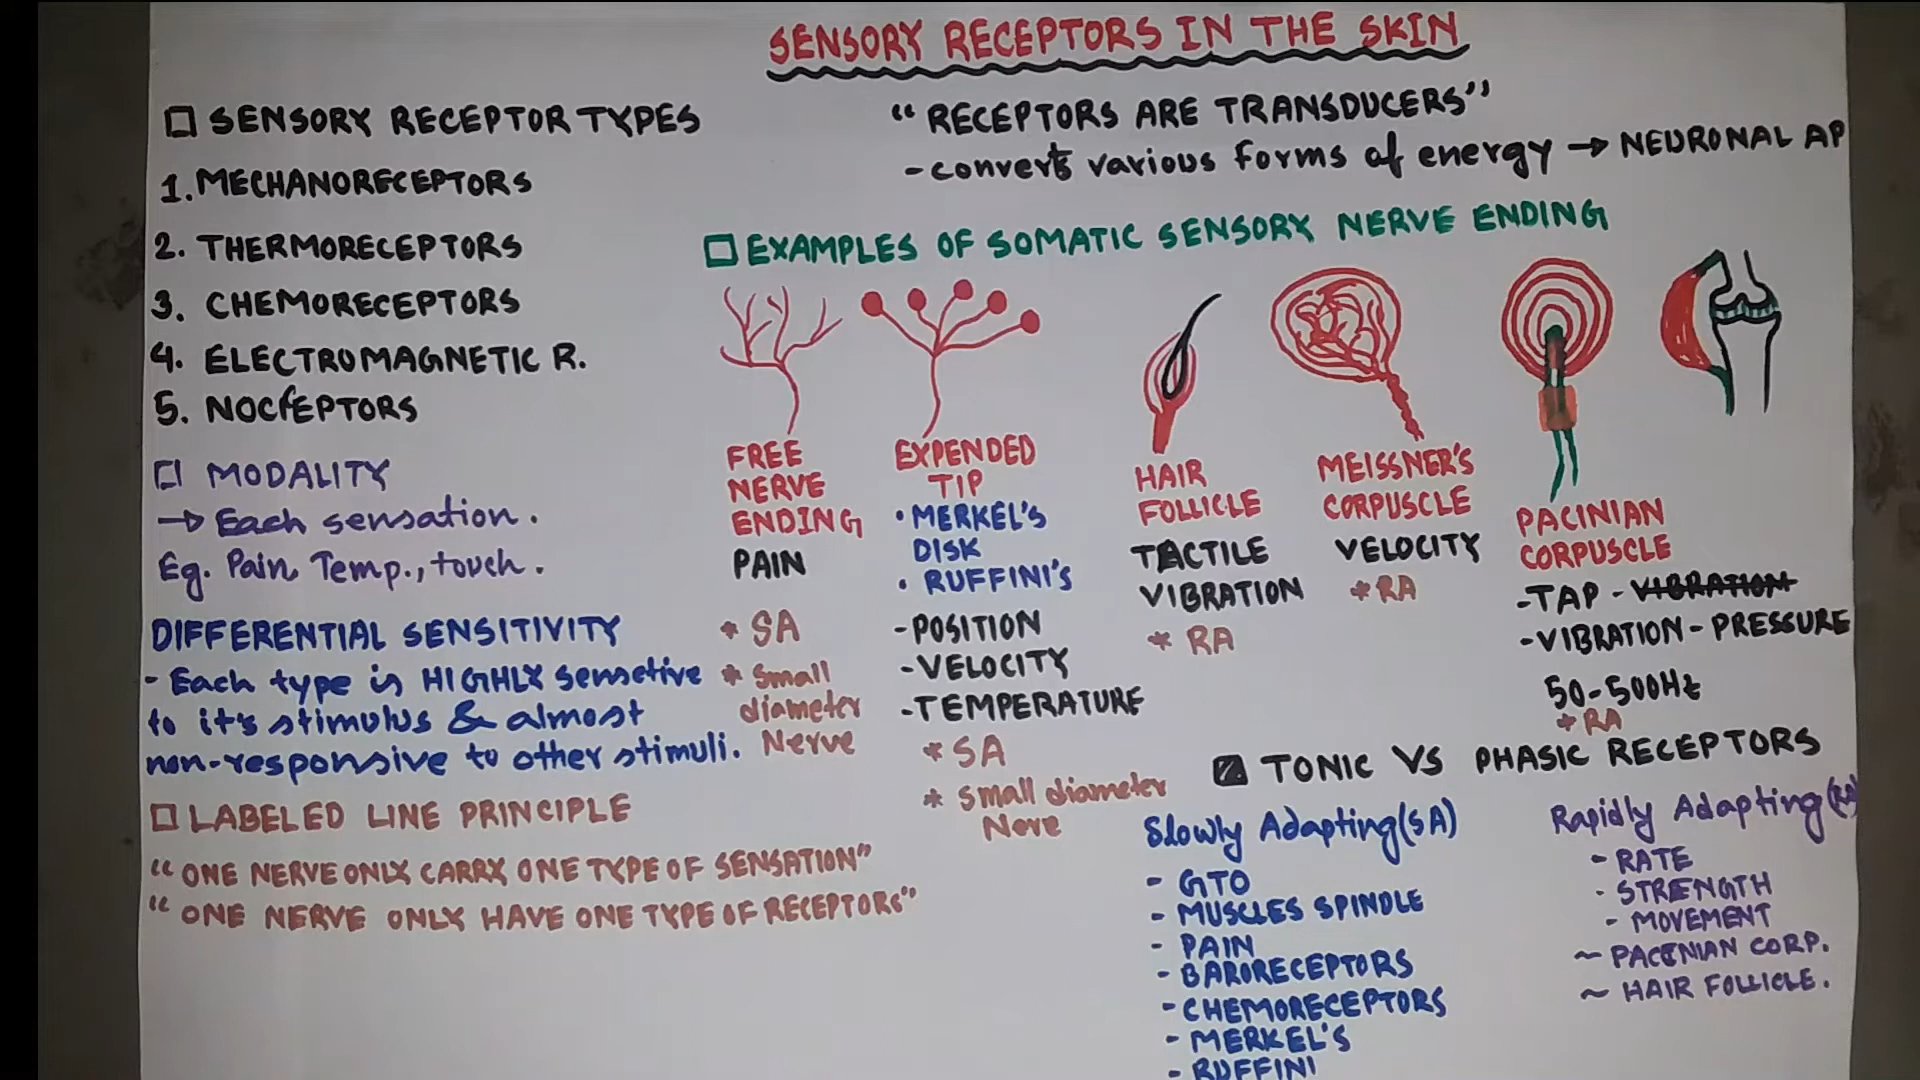 SENSORY RECEPTORS IN THE SKIN
□ SENSORY RECEPTOR TYPES
1. MECHANORECEPTORS
2. THERMORECEPTORS
3. CHEMORECEPTORS
4. ELECTROMAGNETIC R.
5. NOCIEPTORS
□ MODALITY
→ Each sensation.
Eg. Pain, Temp., touch.
DIFFERENTIAL SENSITIVITY
- Each type is HIGHLY sensetive
to it's stimulus & almost
non-responsive to other stimuli.
□ LABELED LINE PRINCIPLE
"ONE NERVE ONLY CARRY ONE TYPE OF SENSATION"
"ONE NERVE ONLY HAVE ONE TYPE OF RECEPTORS"
"RECEPTORS ARE TRANSDUCERS"
- converts various forms of energy → NEURONAL AP
□ EXAMPLES OF SOMATIC SENSORY NERVE ENDING
FREE
NERVE
ENDING
PAIN
* SA
* Small
diameter
Nerve
EXPENDED
TIP
• MERKEL'S
DISK
• RUFFINI'S
- POSITION
- VELOCITY
- TEMPERATURE
* SA
* Small diameter
Nerve
HAIR
FOLLICLE
TACTILE
VIBRATION
* RA
MEISSNER'S
CORPUSCLE
VELOCITY
* RA
PACINIAN
CORPUSCLE
- TAP - VIBRATION
- VIBRATION - PRESSURE
50-500Hz
* RA
TONIC VS PHASIC RECEPTORS
Slowly Adapting (SA)
- GTO
- MUSCLES SPINDLE
- PAIN
- BARORECEPTORS
- CHEMORECEPTORS
- MERKEL'S
- RUFFINI
Rapidly Adapting (RA)
- RATE
- STRENGTH
- MOVEMENT
~ PACINIAN CORP.
~ HAIR FOLLICLE.